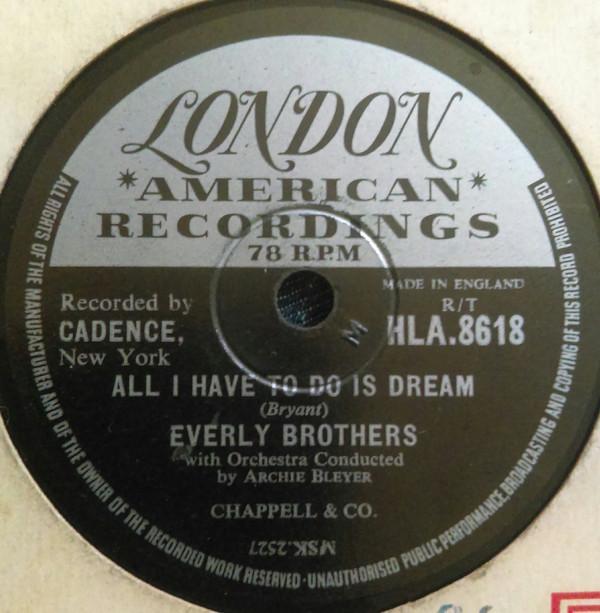 LONDON
*AMERICAN*
RECORDINGS
78 RPM
Recorded by
CADENCE,
New York
MADE IN ENGLAND
R/T
HLA.8618
M
ALL I HAVE TO DO IS DREAM
(Bryant)
EVERLY BROTHERS
with Orchestra Conducted
by ARCHIE BLEYER
CHAPPELL & CO.
MSK.2527
ALL RIGHTS OF THE MANUFACTURER AND OF THE OWNER OF THE RECORDED WORK RESERVED · UNAUTHORISED PUBLIC PERFORMANCE, BROADCASTING AND COPYING OF THIS RECORD PROHIBITED